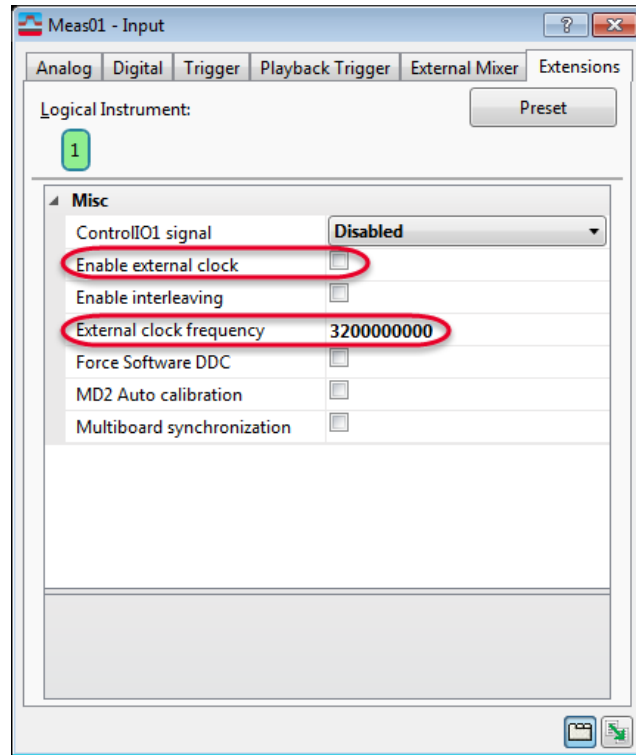 Meas01 - Input
?
Analog Digital Trigger Playback Trigger External Mixer Extensions
Logical Instrument: Preset
1
Misc
ControlIO1 signal Disabled
Enable external clock
Enable interleaving
External clock frequency 3200000000
Force Software DDC
MD2 Auto calibration
Multiboard synchronization